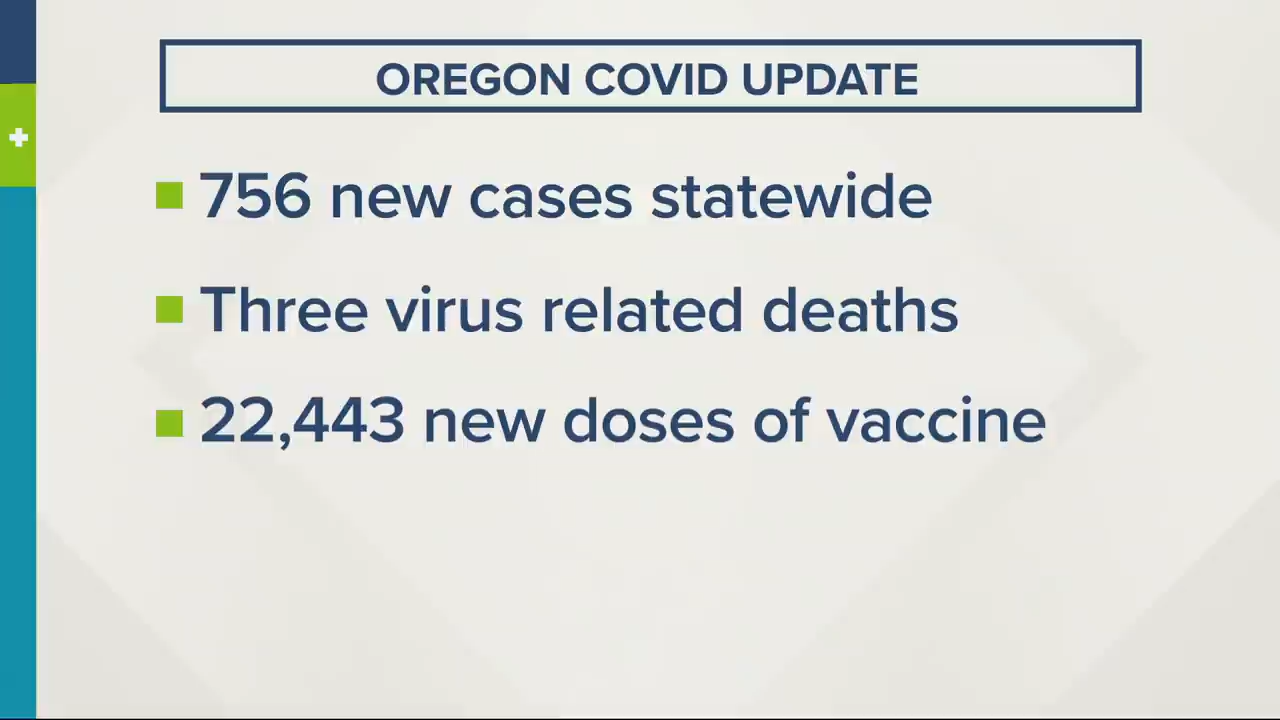 OREGON COVID UPDATE
756 new cases statewide
Three virus related deaths
22,443 new doses of vaccine